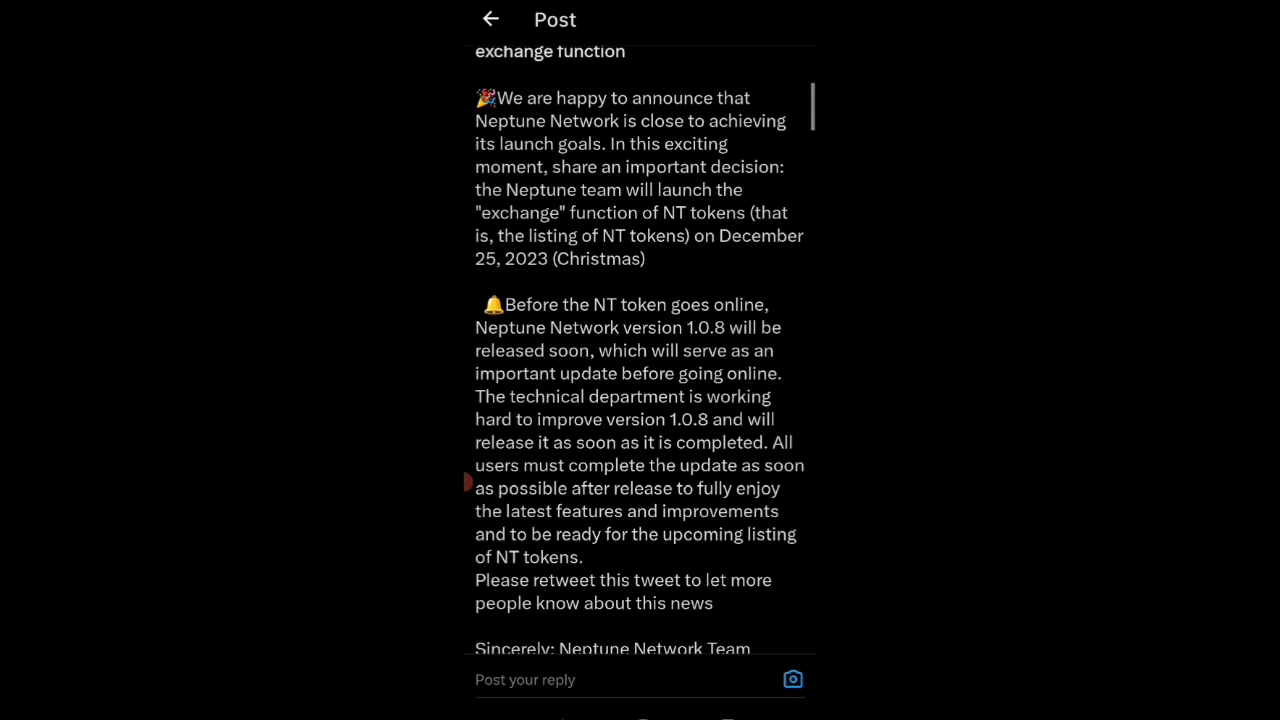 Post
exchange function
🎉We are happy to announce that
Neptune Network is close to achieving
its launch goals. In this exciting
moment, share an important decision:
the Neptune team will launch the
"exchange" function of NT tokens (that
is, the listing of NT tokens) on December
25, 2023 (Christmas)
🔔Before the NT token goes online,
Neptune Network version 1.0.8 will be
released soon, which will serve as an
important update before going online.
The technical department is working
hard to improve version 1.0.8 and will
release it as soon as it is completed. All
users must complete the update as soon
as possible after release to fully enjoy
the latest features and improvements
and to be ready for the upcoming listing
of NT tokens.
Please retweet this tweet to let more
people know about this news
Sincerely: Neptune Network Team
Post your reply